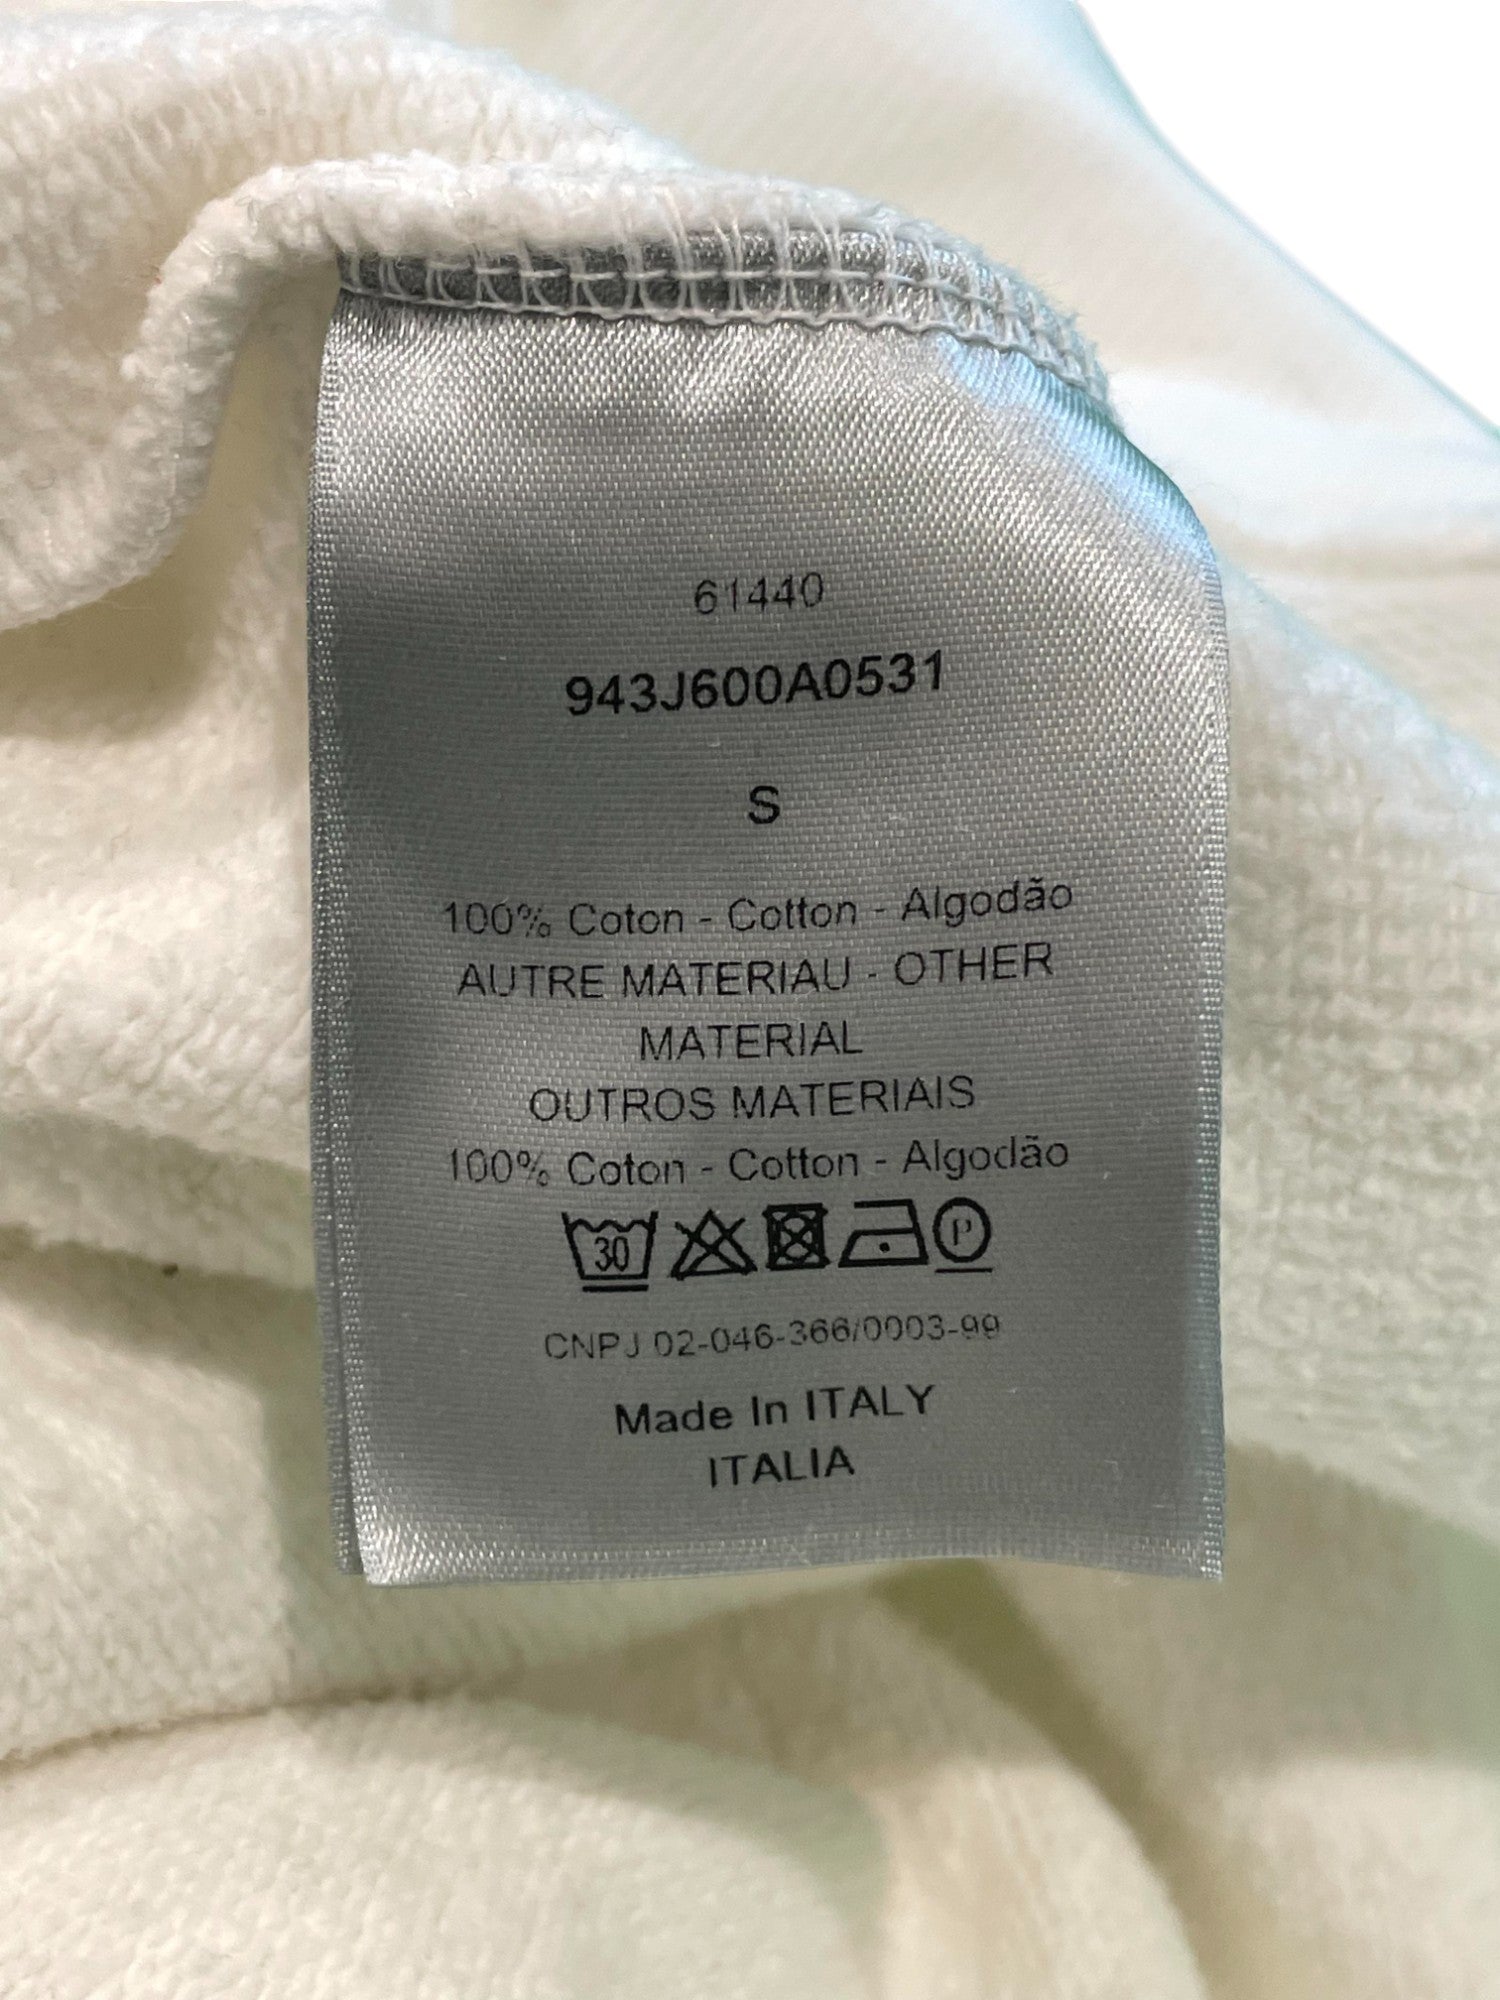 61440
943J600A0531
S
100% Coton - Cotton - Algodão
AUTRE MATERIAU - OTHER
MATERIAL
OUTROS MATERIAIS
100% Coton - Cotton - Algodão
30 P
CNPJ 02-046-366/0003-99
Made In ITALY
ITALIA